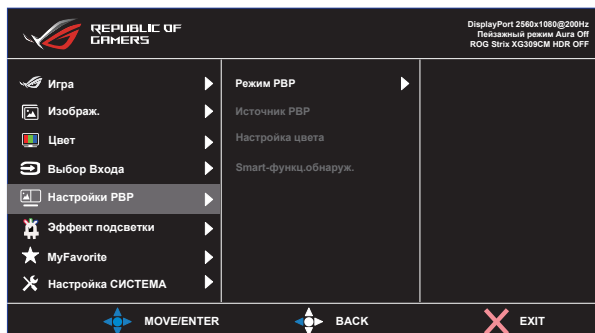 REPUBLIC OF
GAMERS
DisplayPort 2560x1080@200Hz
Пейзажный режим Aura Off
ROG Strix XG309CM HDR OFF
Игра
Изображ.
Цвет
Выбор Входа
Настройки PBP
Эффект подсветки
MyFavorite
Настройка СИСТЕМА
Режим PBP
Источник PBP
Настройка цвета
Smart-функц.обнаруж.
MOVE/ENTER
BACK
EXIT